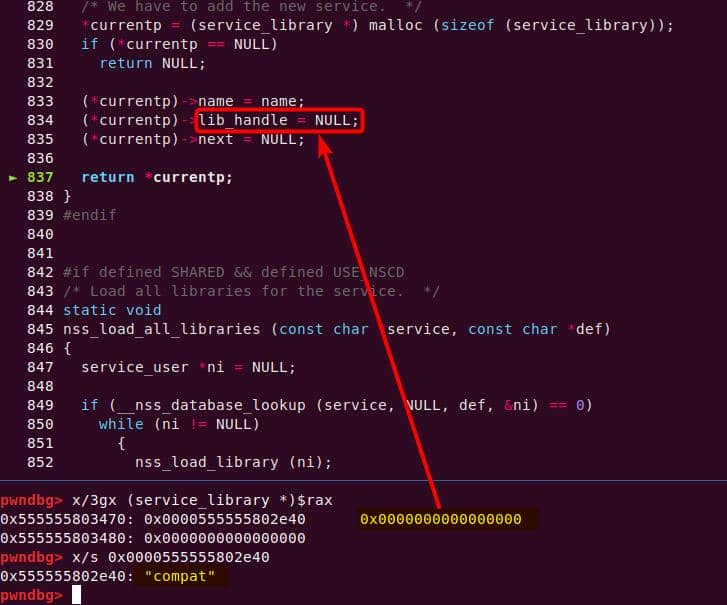 828   /* We have to add the new service.  */
829   *currentp = (service_library *) malloc (sizeof (service_library));
830   if (*currentp == NULL)
831     return NULL;
832
833   (*currentp)->name = name;
834   (*currentp)->lib_handle = NULL;
835   (*currentp)->next = NULL;
836
► 837   return *currentp;
838 }
839 #endif
840
841
842 #if defined SHARED && defined USE_NSCD
843 /* Load all libraries for the service.  */
844 static void
845 nss_load_all_libraries (const char *service, const char *def)
846 {
847   service_user *ni = NULL;
848
849   if (__nss_database_lookup (service, NULL, def, &ni) == 0)
850     while (ni != NULL)
851       {
852         nss_load_library (ni);
pwndbg> x/3gx (service_library *)$rax
0x555555803470: 0x0000555555802e40 0x0000000000000000
0x555555803480: 0x0000000000000000
pwndbg> x/s 0x0000555555802e40
0x555555802e40: "compat"
pwndbg>